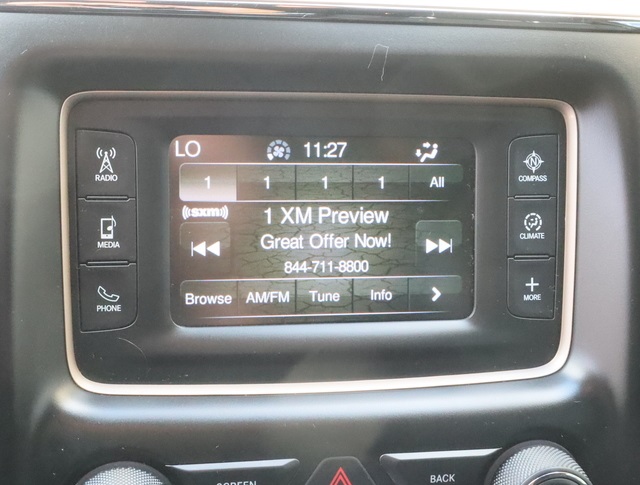 LO 11:27
1 1 1 1 All
((sxm))
1 XM Preview
Great Offer Now!
844-711-8800
Browse AM/FM Tune Info >
RADIO
MEDIA
PHONE
N
COMPASS
CLIMATE
+
MORE
SCREEN
BACK